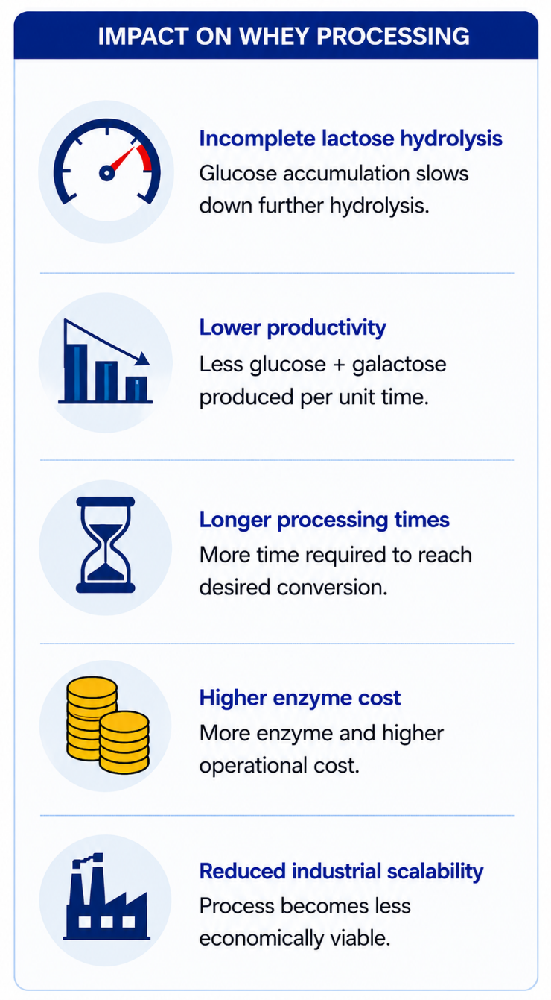 IMPACT ON WHEY PROCESSING
Incomplete lactose hydrolysis
Glucose accumulation slows
down further hydrolysis.
Lower productivity
Less glucose + galactose
produced per unit time.
Longer processing times
More time required to reach
desired conversion.
Higher enzyme cost
More enzyme and higher
operational cost.
Reduced industrial scalability
Process becomes less
economically viable.